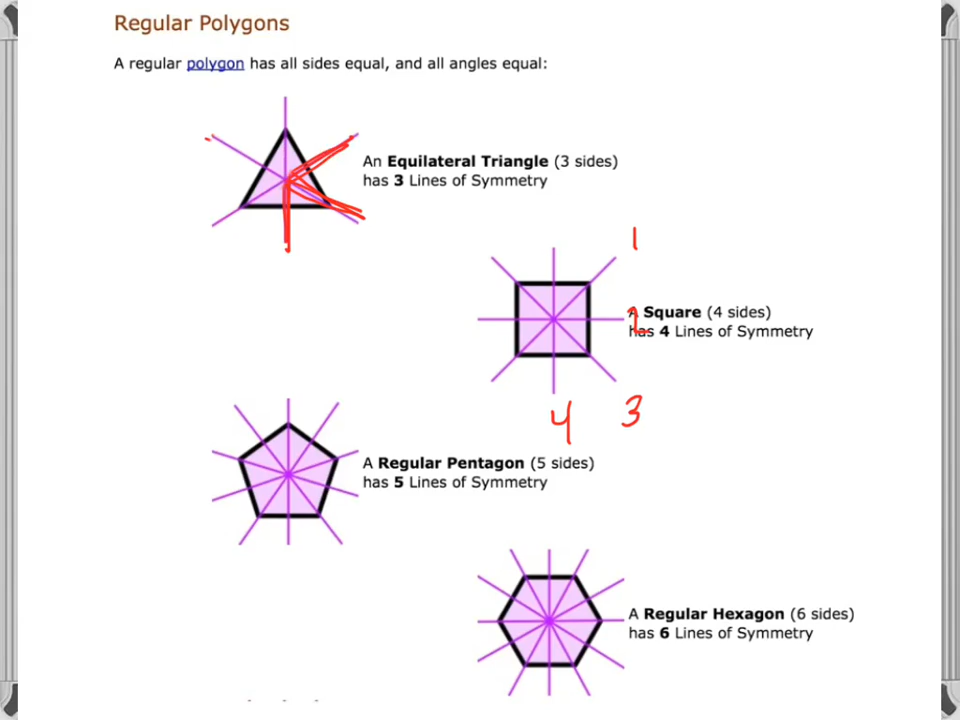 Regular Polygons
A regular polygon has all sides equal, and all angles equal:
An Equilateral Triangle (3 sides)
has 3 Lines of Symmetry
1
A Square (4 sides)
2
has 4 Lines of Symmetry
4
3
A Regular Pentagon (5 sides)
has 5 Lines of Symmetry
A Regular Hexagon (6 sides)
has 6 Lines of Symmetry